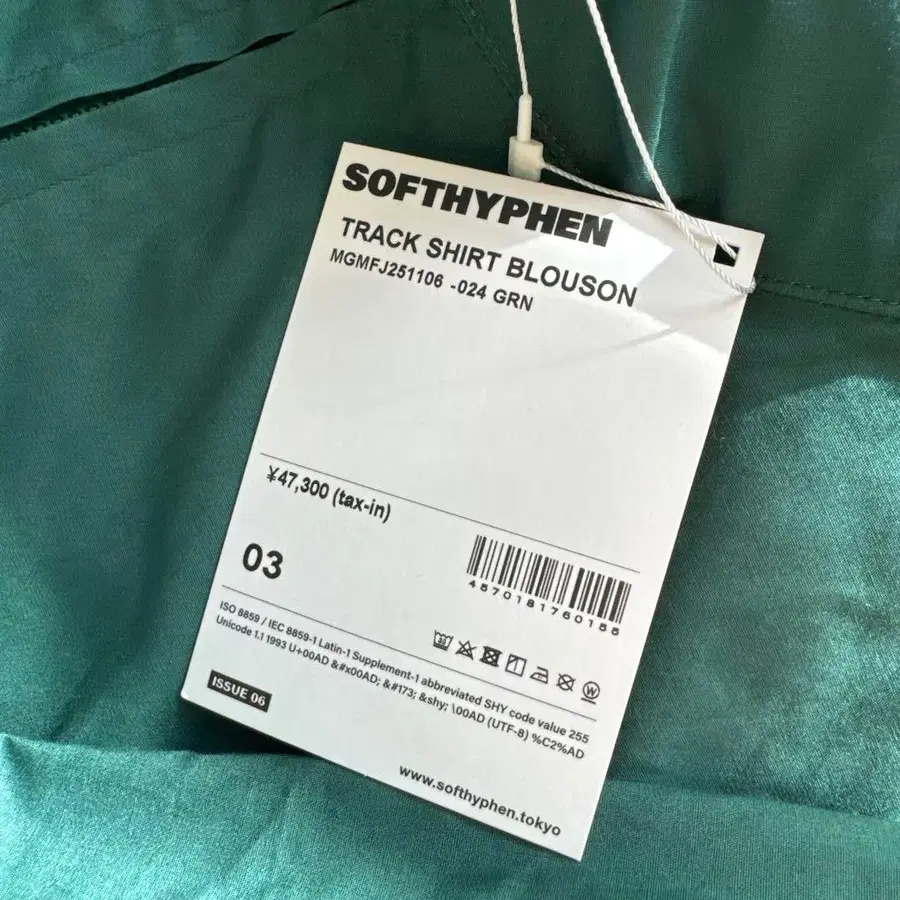 SOFTHYPHEN
TRACK SHIRT BLOUSON
MGMFJ251106 -024 GRN
¥47,300 (tax-in)
03
4570181760155
ISO 8859 / IEC 8859-1 Latin-1 Supplement-1 abbreviated SHY code value 255
Unicode 1.1 1993 U+00AD &#x00AD; &#173; &shy; \00AD (UTF-8) %C2%AD
ISSUE 06
www.softhyphen.tokyo